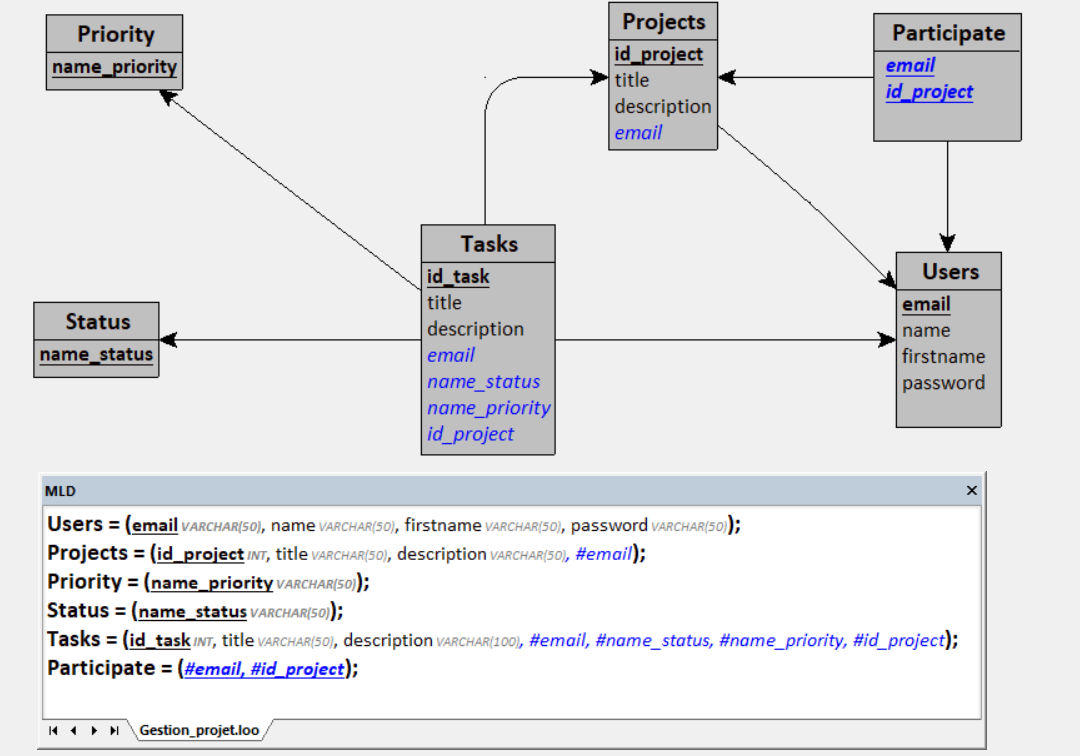 Priority
name_priority
Projects
id_project
title
description
email
Participate
email
id_project
Tasks
id_task
title
description
email
name_status
name_priority
id_project
Status
name_status
Users
email
name
firstname
password
MLD
Users = (email VARCHAR(50), name VARCHAR(50), firstname VARCHAR(50), password VARCHAR(50));
Projects = (id_project INT, title VARCHAR(50), description VARCHAR(50), #email);
Priority = (name_priority VARCHAR(50));
Status = (name_status VARCHAR(50));
Tasks = (id_task INT, title VARCHAR(50), description VARCHAR(100), #email, #name_status, #name_priority, #id_project);
Participate = (#email, #id_project);
Gestion_projet.loo